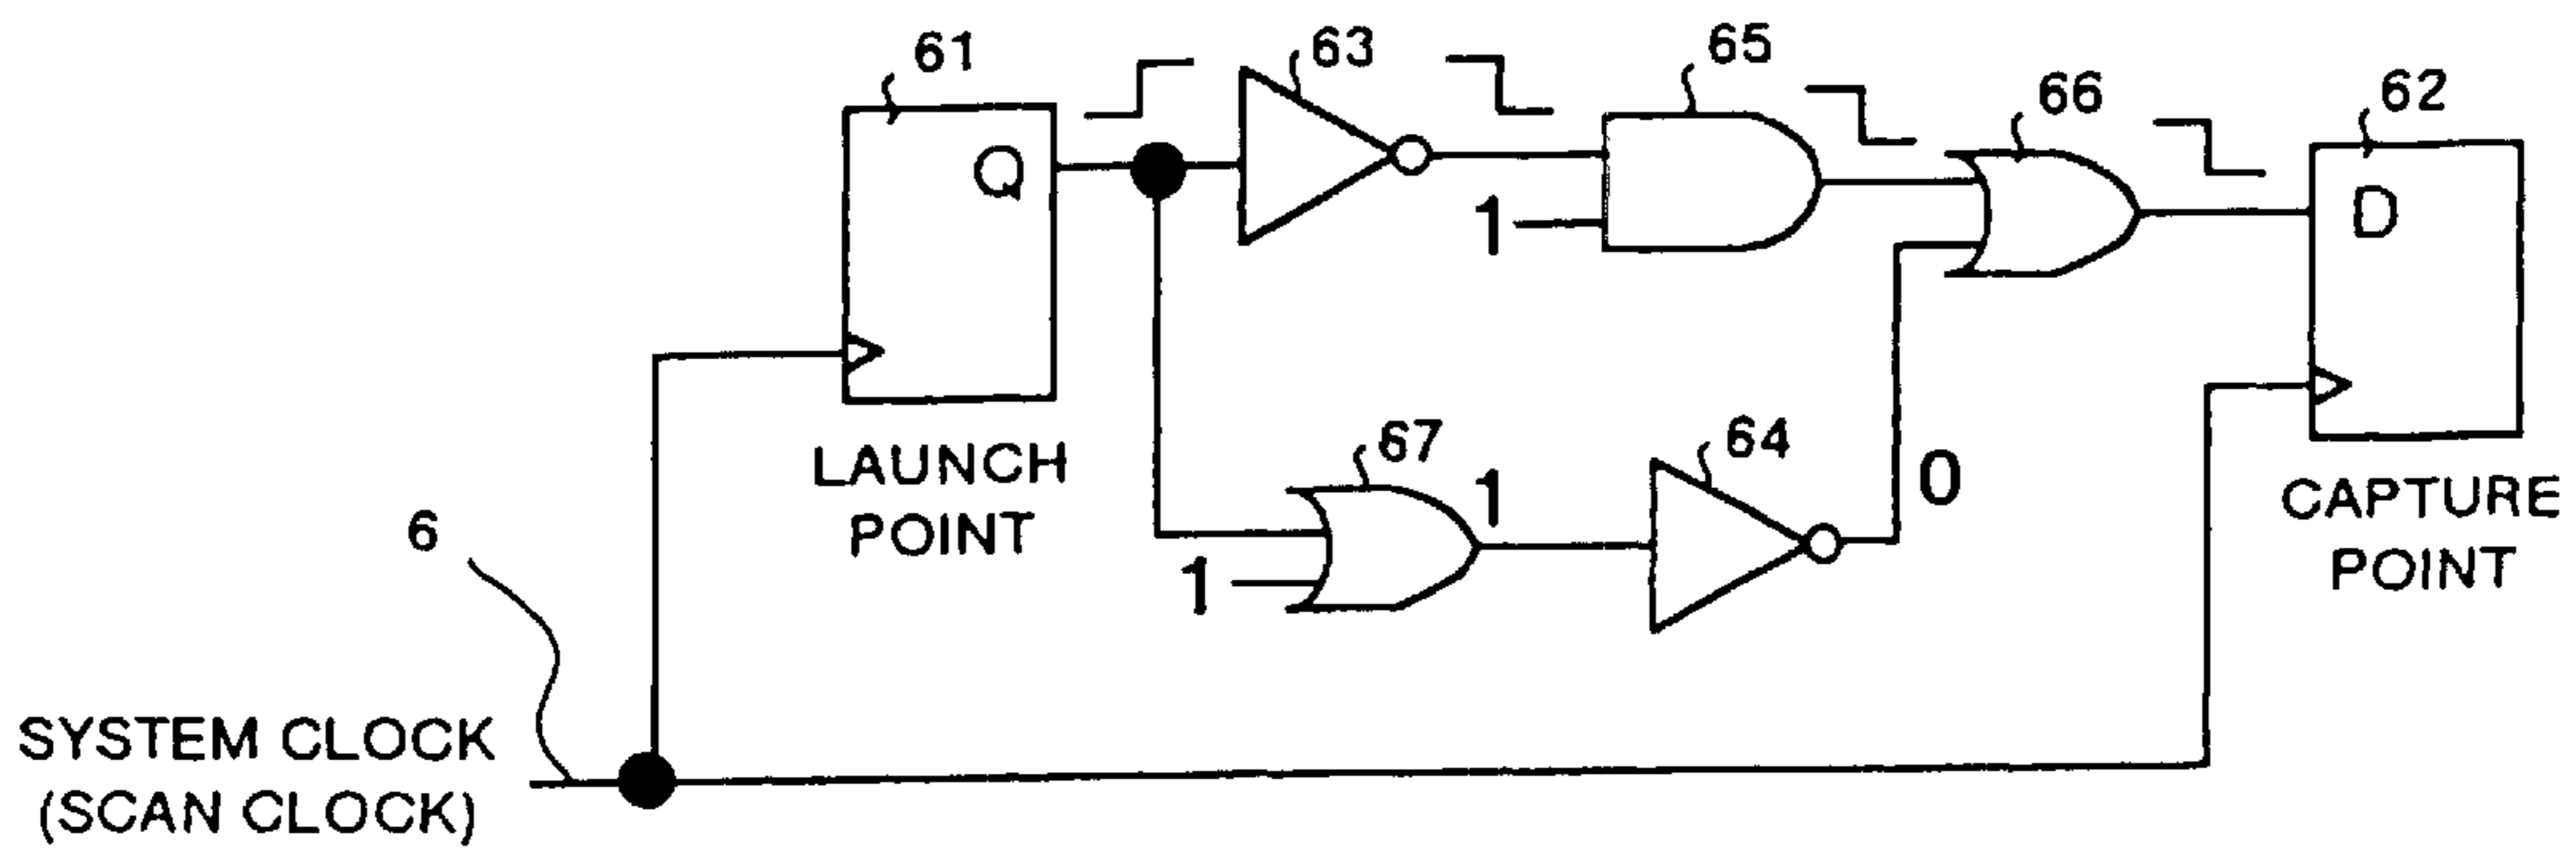 61
63
65
66
62
Q
1
D
LAUNCH
POINT
67
1
64
0
CAPTURE
POINT
1
6
SYSTEM CLOCK
(SCAN CLOCK)